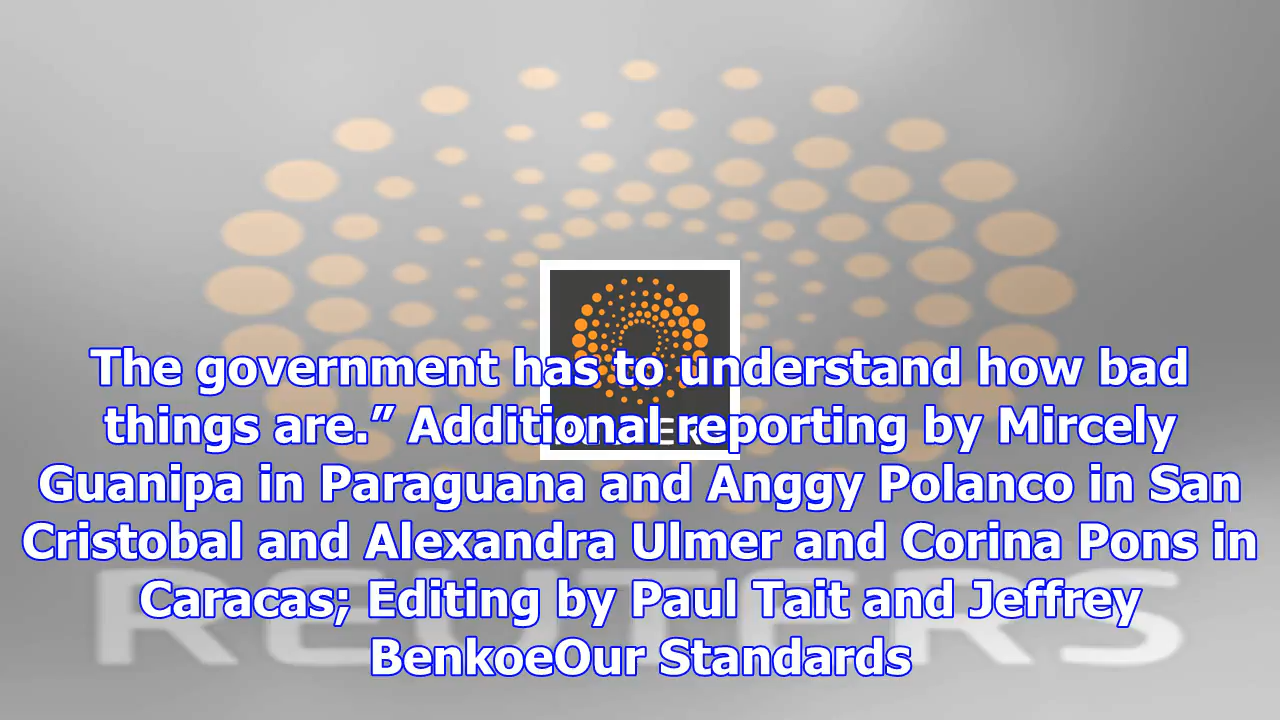 The government has to understand how bad
things are.” Additional reporting by Mircely
Guanipa in Paraguana and Anggy Polanco in San
Cristobal and Alexandra Ulmer and Corina Pons in
Caracas; Editing by Paul Tait and Jeffrey
BenkoeOur Standards
REUTERS